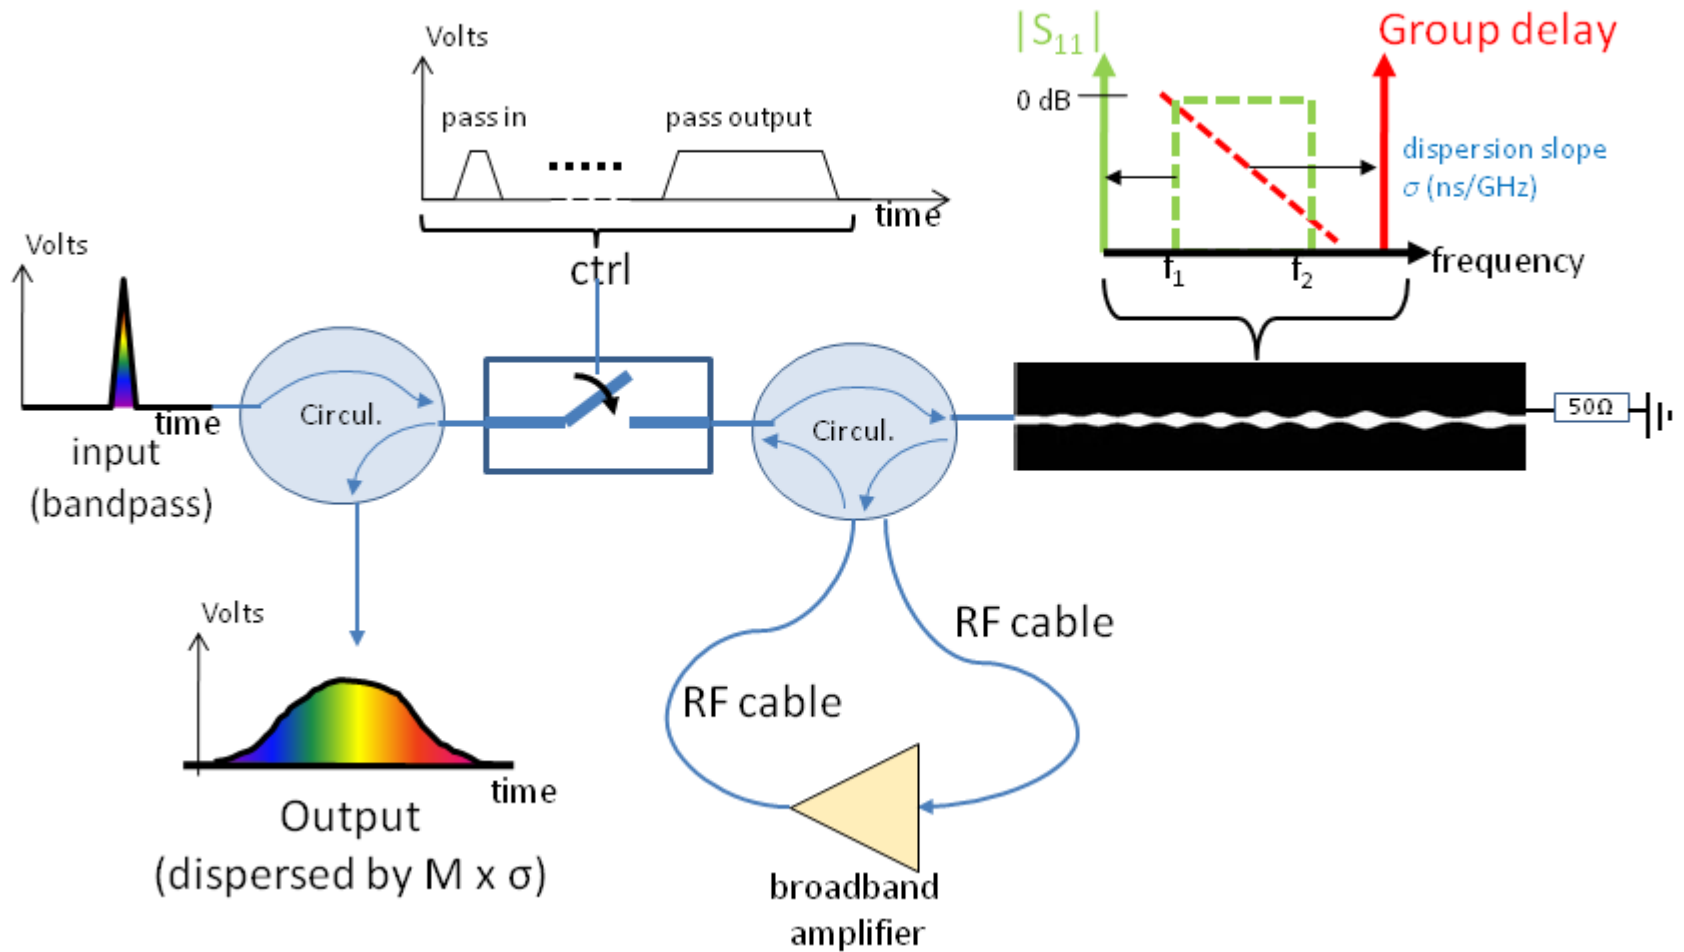 Volts
pass in
pass output
time
ctrl
|S11|
Group delay
0 dB
dispersion slope
σ (ns/GHz)
f1
f2
frequency
Volts
time
input
(bandpass)
Circul.
Circul.
50Ω
Volts
time
Output
(dispersed by M x σ)
RF cable
RF cable
broadband
amplifier